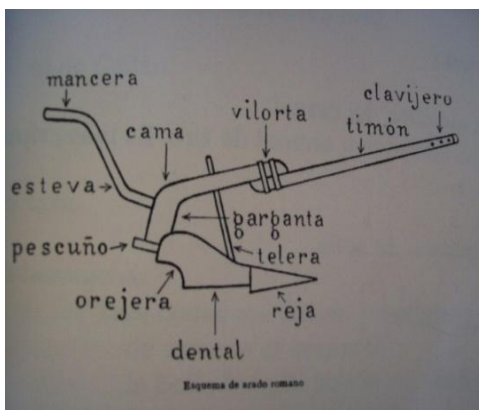 mancera
clavijero
vilorta
timón
cama
esteva
garganta
pescuño
telera
orejera
reja
dental
Esquema de arado romano